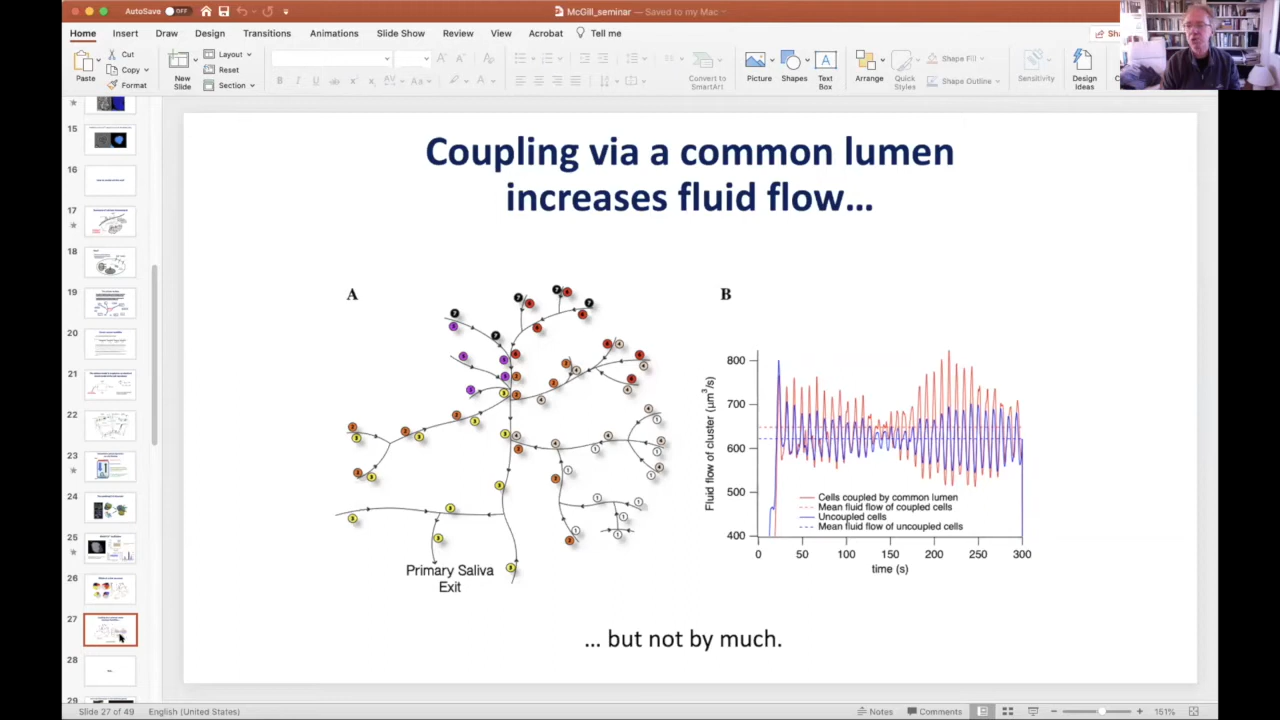 AutoSave OFF
McGill_seminar — Saved to my Mac
Home Insert Draw Design Transitions Animations Slide Show Review View Acrobat Tell me
Paste
Cut
Copy
Format
New
Slide
Layout
Reset
Section
Convert to
SmartArt
Picture
Shapes
Text
Box
Arrange
Quick
Styles
Shape Fill
Shape Outline
Sensitivity
Design
Ideas
15
16
17
18
19
20
21
22
23
24
25
26
27
28
29
Coupling via a common lumen
increases fluid flow...
A
Primary Saliva
Exit
B
Fluid flow of cluster (μm³/s)
800
700
600
500
400
Cells coupled by common lumen
Mean fluid flow of coupled cells
Uncoupled cells
Mean fluid flow of uncoupled cells
0 50 100 150 200 250 300
time (s)
... but not by much.
Slide 27 of 49 English (United States) Notes Comments 151%